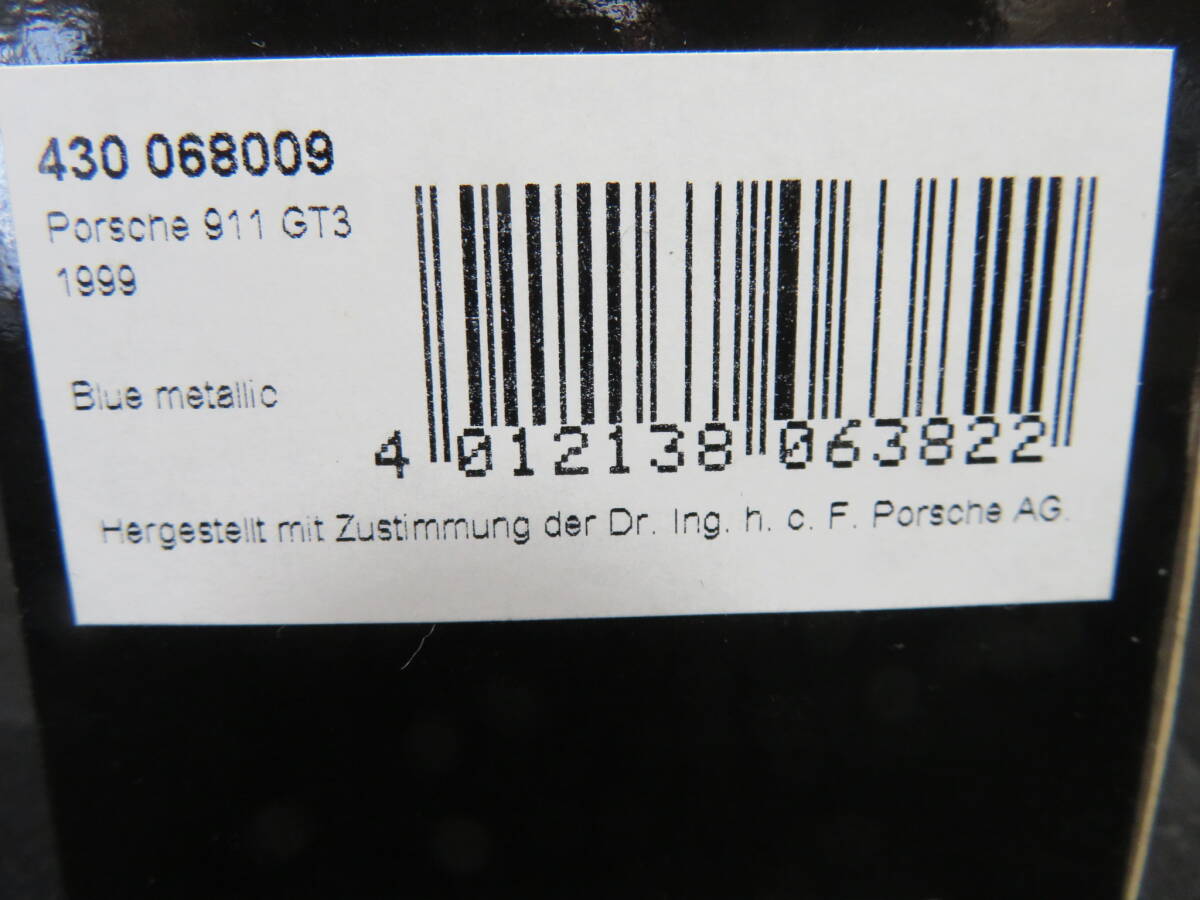 430 068009
Porsche 911 GT3
1999
Blue metallic
4 012138 063822
Hergestellt mit Zustimmung der Dr. Ing. h. c. F. Porsche AG.